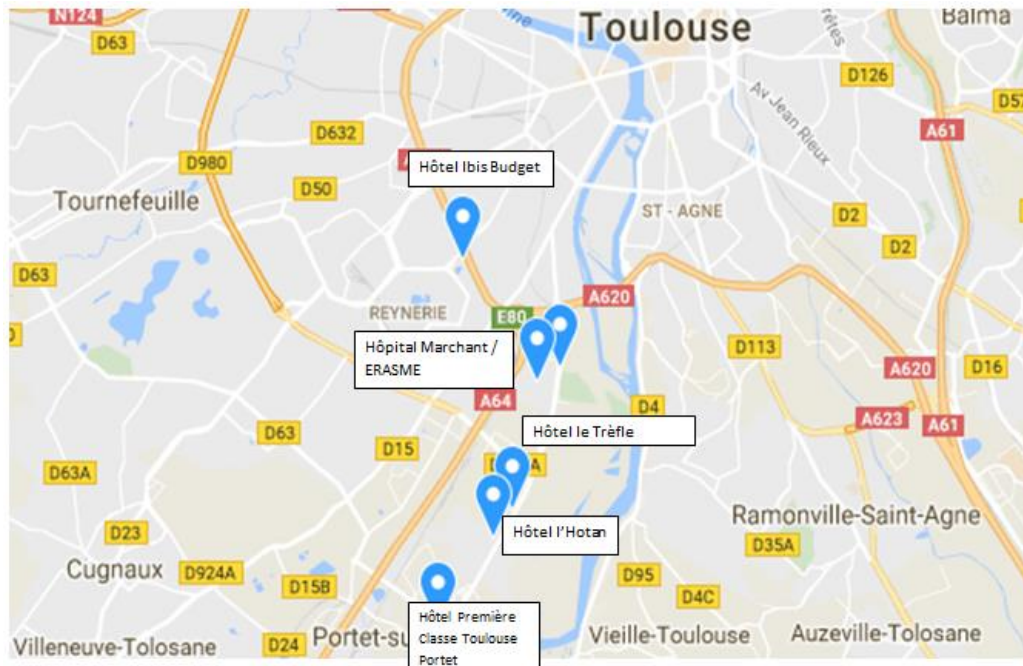 N124
D63
Toulouse
Balma
D126
Av Jean Rieux
A61
D632
D980
Hôtel Ibis Budget
D50
Tournefeuille
ST - AGNE
D2
D2
D63
REYNERIE
A620
E80
Hôpital Marchant /
ERASME
D113
A620
D16
A64
D4
A623
A61
Hôtel le Trèfle
D63
D15
D63A
Hôtel l'Hotan
Ramonville-Saint-Agne
D23
D35A
Cugnaux
D924A
D15B
D95
D4C
Hôtel Première
Classe Toulouse
Portet
Villeneuve-Tolosane
D24
Vieille-Toulouse
Auzeville-Tolosane